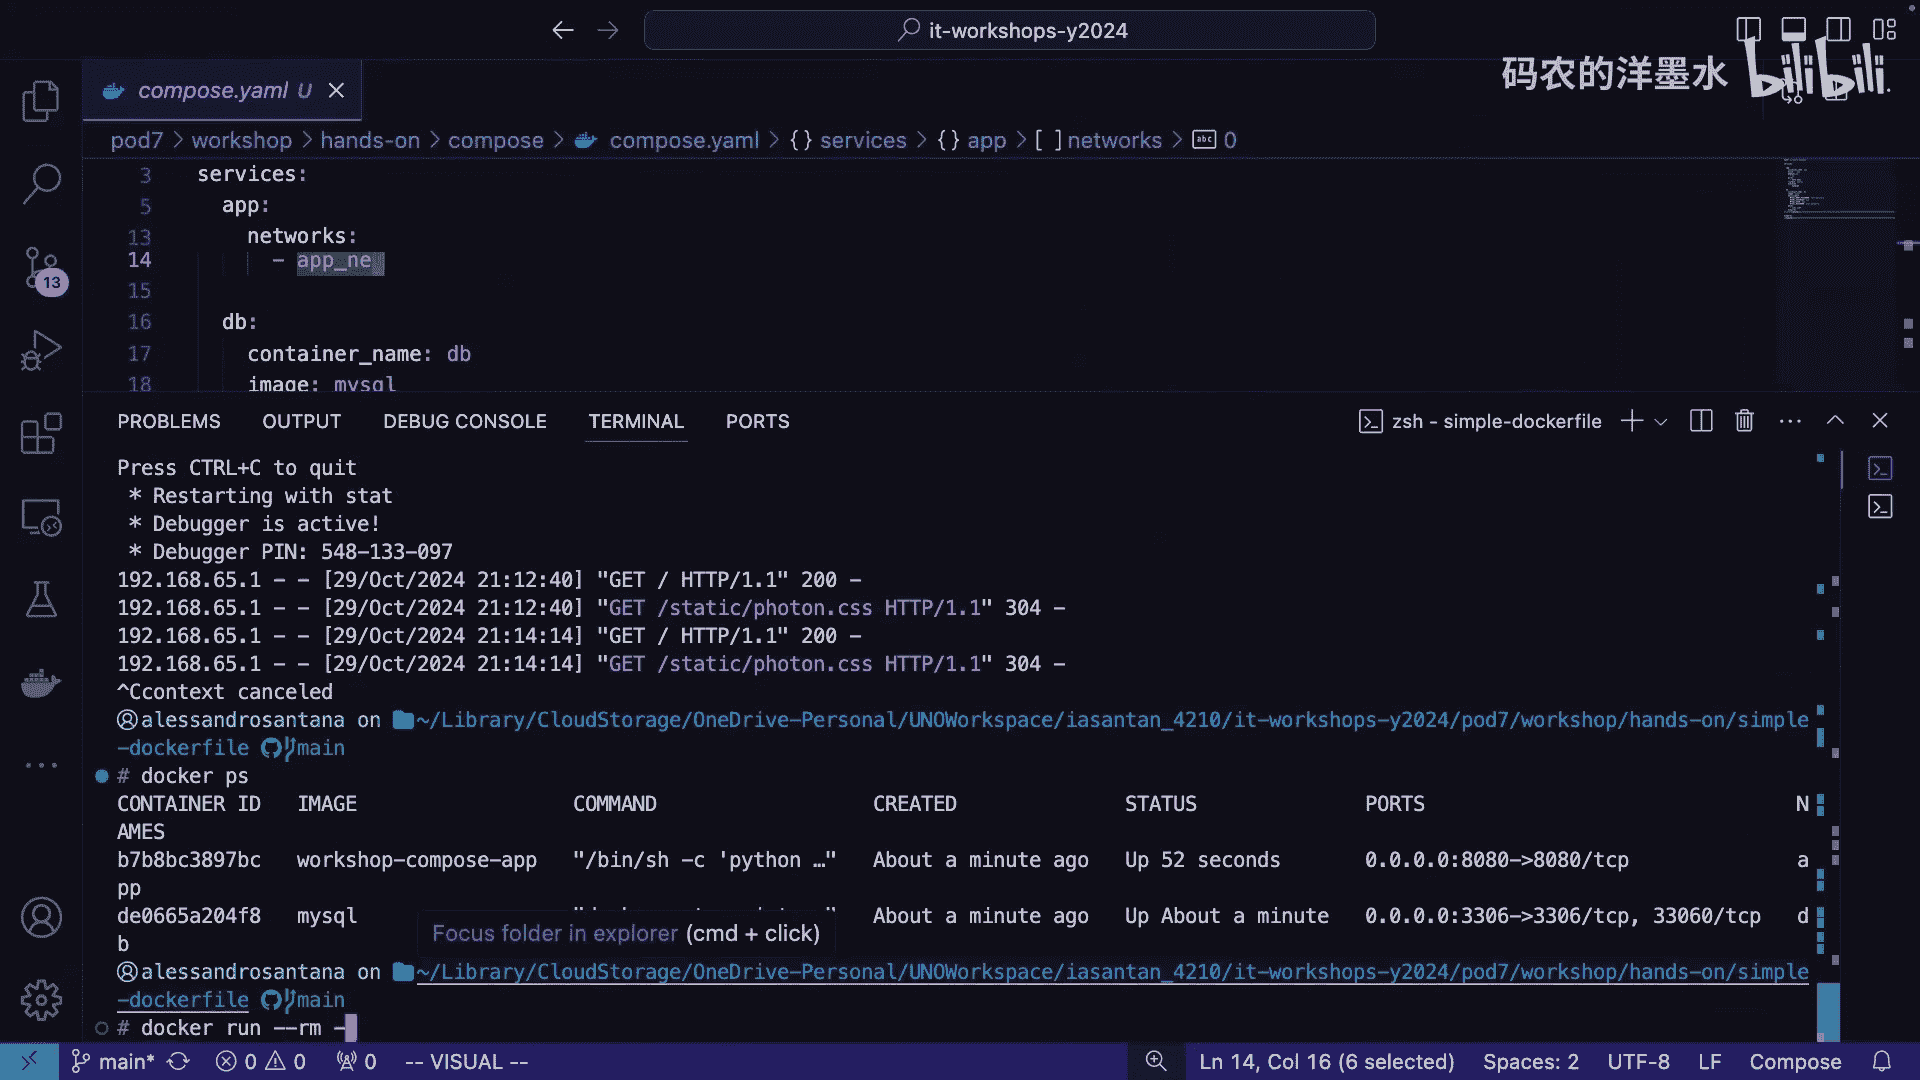 it-workshops-y2024
码农的洋墨水 bilibili
compose.yaml U
pod7 > workshop > hands-on > compose > compose.yaml > {} services > {} app > [ ] networks > abc 0
3 services:
5 app:
13 networks:
14 - app_ne
15
16 db:
17 container_name: db
18 image: mysql
PROBLEMS OUTPUT DEBUG CONSOLE TERMINAL PORTS zsh - simple-dockerfile
Press CTRL+C to quit
* Restarting with stat
* Debugger is active!
* Debugger PIN: 548-133-097
192.168.65.1 - - [29/Oct/2024 21:12:40] "GET / HTTP/1.1" 200 -
192.168.65.1 - - [29/Oct/2024 21:12:40] "GET /static/photon.css HTTP/1.1" 304 -
192.168.65.1 - - [29/Oct/2024 21:14:14] "GET / HTTP/1.1" 200 -
192.168.65.1 - - [29/Oct/2024 21:14:14] "GET /static/photon.css HTTP/1.1" 304 -
^Ccontext canceled
alessandrosantana on ~/Library/CloudStorage/OneDrive-Personal/UNOWorkspace/iasantan_4210/it-workshops-y2024/pod7/workshop/hands-on/simple
-dockerfile main
# docker ps
CONTAINER ID IMAGE COMMAND CREATED STATUS PORTS N
AMES
b7b8bc3897bc workshop-compose-app "/bin/sh -c 'python …" About a minute ago Up 52 seconds 0.0.0.0:8080->8080/tcp a
pp
de0665a204f8 mysql About a minute ago Up About a minute 0.0.0.0:3306->3306/tcp, 33060/tcp d
b
Focus folder in explorer (cmd + click)
alessandrosantana on ~/Library/CloudStorage/OneDrive-Personal/UNOWorkspace/iasantan_4210/it-workshops-y2024/pod7/workshop/hands-on/simple
-dockerfile main
# docker run --rm -
13
main* 0 0 0 -- VISUAL -- Ln 14, Col 16 (6 selected) Spaces: 2 UTF-8 LF Compose